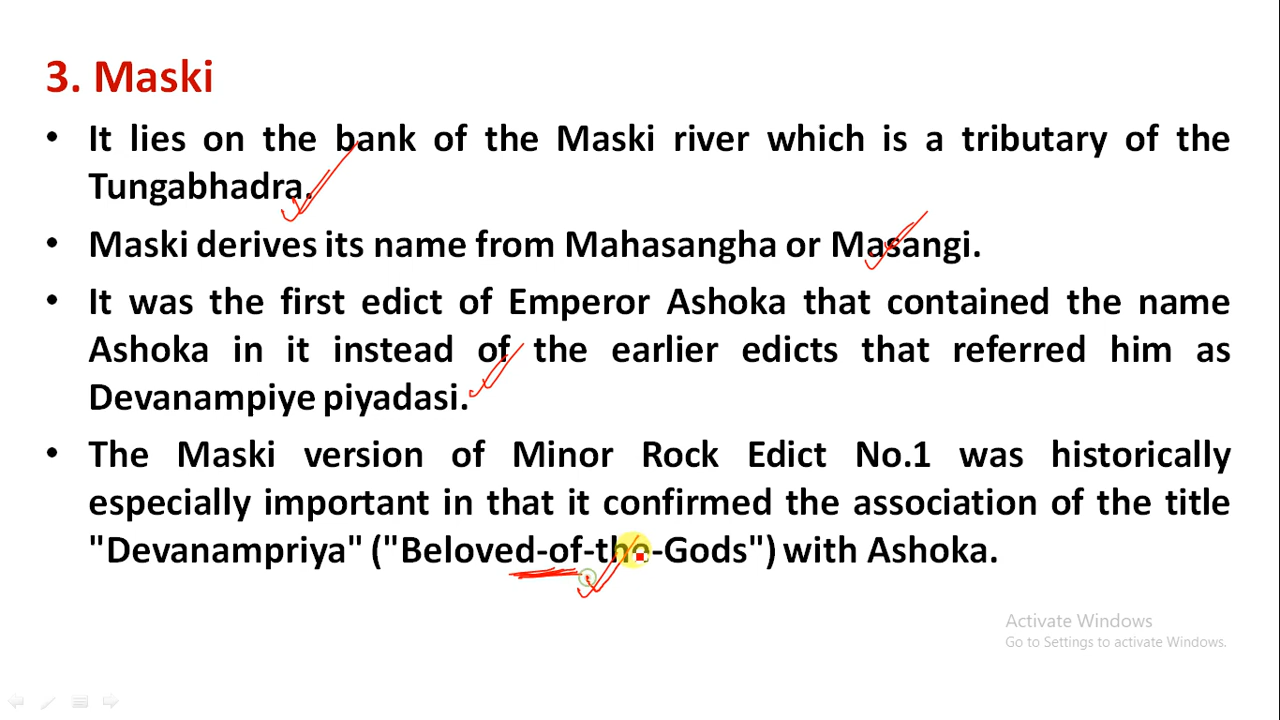 3. Maski
• It lies on the bank of the Maski river which is a tributary of the
Tungabhadra.
• Maski derives its name from Mahasangha or Masangi.
• It was the first edict of Emperor Ashoka that contained the name
Ashoka in it instead of the earlier edicts that referred him as
Devanampiye piyadasi.
• The Maski version of Minor Rock Edict No.1 was historically
especially important in that it confirmed the association of the title
"Devanampriya" ("Beloved-of-the-Gods") with Ashoka.
Activate Windows
Go to Settings to activate Windows.